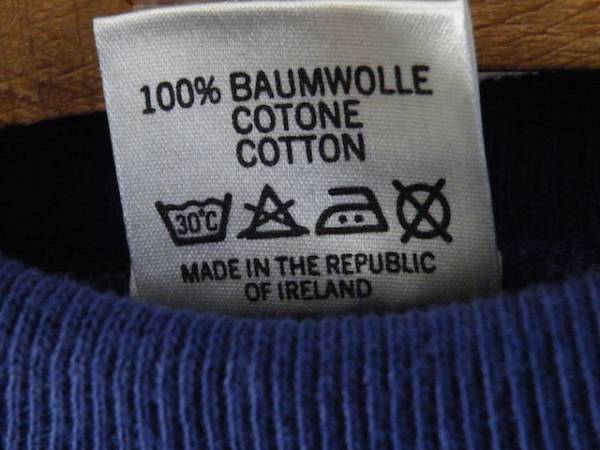 100% BAUMWOLLE
COTONE
COTTON
30°C
MADE IN THE REPUBLIC
OF IRELAND